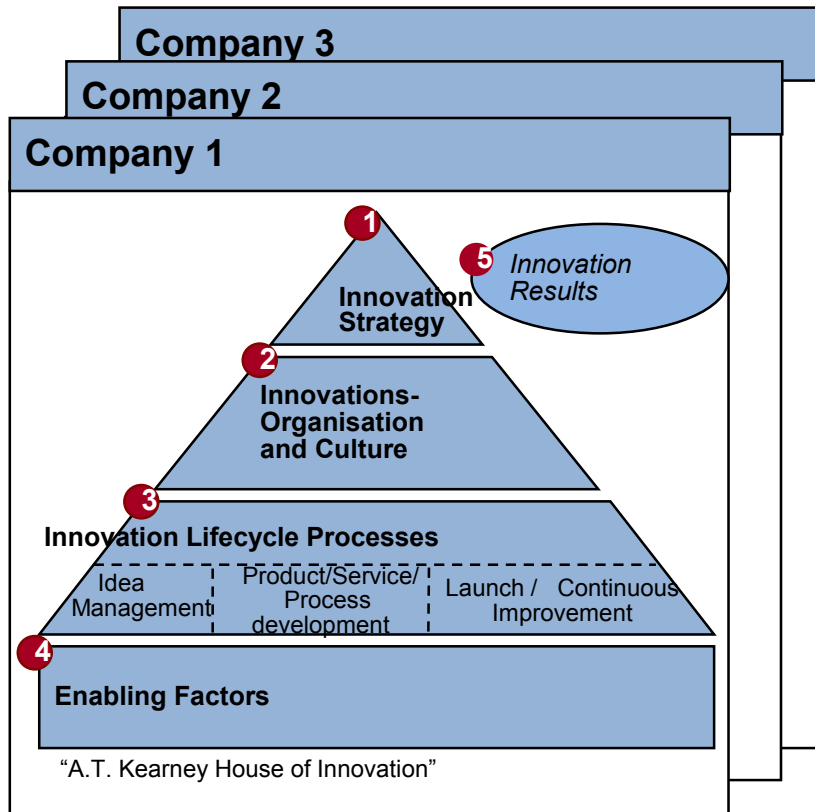 Company 3
Company 2
Company 1
1
Innovation
Strategy
5
Innovation
Results
2
Innovations-
Organisation
and Culture
3
Innovation Lifecycle Processes
Idea
Management
Product/Service/
Process
development
Launch / Continuous
Improvement
4
Enabling Factors
“A.T. Kearney House of Innovation”